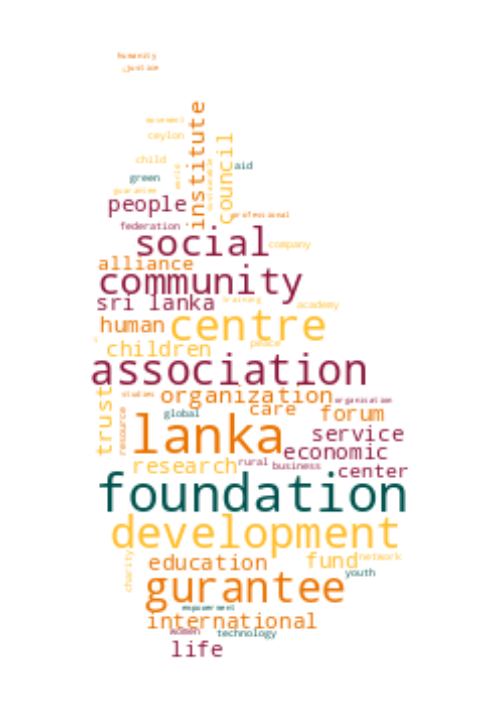 humanity
justice
movement
ceylon
institute
council
child
world
sustainable
aid
green
guarantee
people
professional
federation
social
company
alliance
community
sri lanka
training
academy
human
centre
children
peace
association
trust
resource
studies
organization
organisation
global
care
forum
lanka
service
economic
research
rural
business
center
foundation
development
charity
education
fund
network
youth
gurantee
empowerment
international
women
technology
life